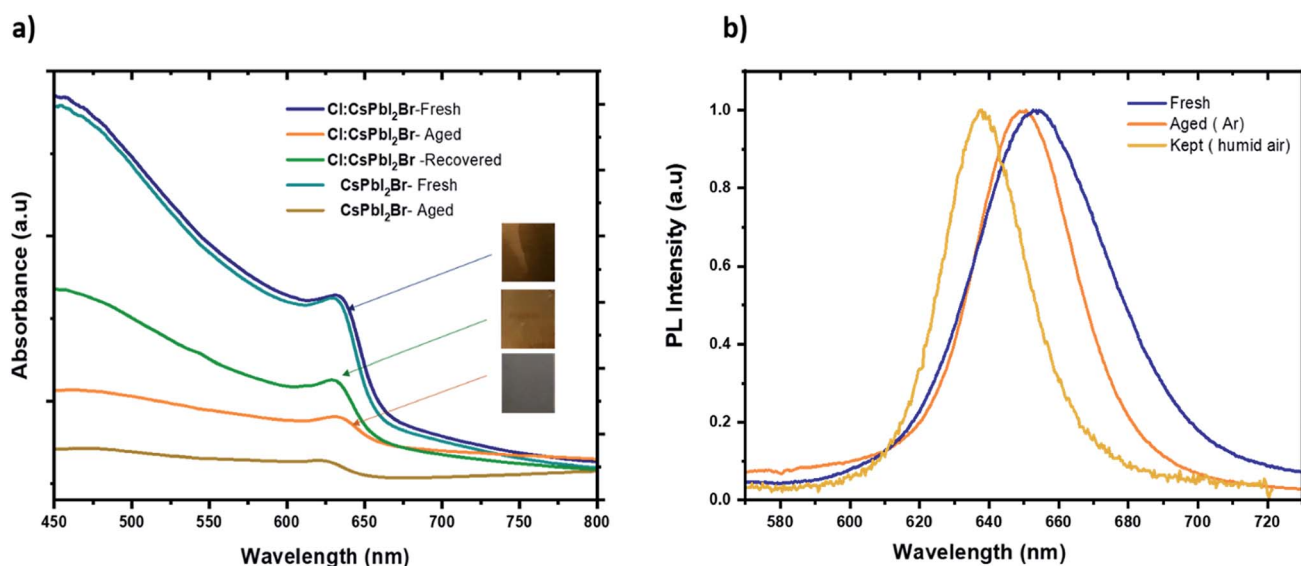 a)
Absorbance (a.u)
Cl:CsPbI₂Br-Fresh
Cl:CsPbI₂Br- Aged
Cl:CsPbI₂Br -Recovered
CsPbI₂Br- Fresh
CsPbI₂Br- Aged
450 500 550 600 650 700 750 800
Wavelength (nm)
b)
PL Intensity (a.u)
1.0
0.8
0.6
0.4
0.2
0.0
Fresh
Aged ( Ar)
Kept ( humid air)
580 600 620 640 660 680 700 720
Wavelength (nm)